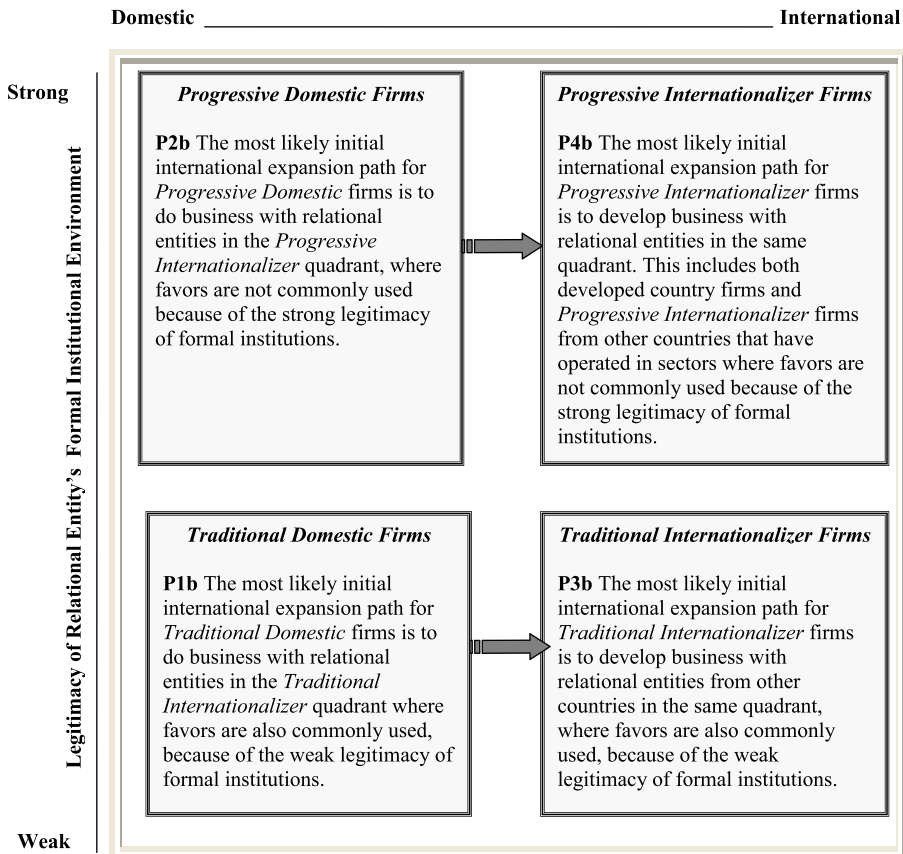 Domestic International
Strong
Legitimacy of Relational Entity's Formal Institutional Environment
Weak
Progressive Domestic Firms
P2b The most likely initial
international expansion path for
Progressive Domestic firms is to
do business with relational
entities in the Progressive
Internationalizer quadrant, where
favors are not commonly used
because of the strong legitimacy
of formal institutions.
Progressive Internationalizer Firms
P4b The most likely initial
international expansion path for
Progressive Internationalizer firms
is to develop business with
relational entities in the same
quadrant. This includes both
developed country firms and
Progressive Internationalizer firms
from other countries that have
operated in sectors where favors are
not commonly used because of the
strong legitimacy of formal
institutions.
Traditional Domestic Firms
P1b The most likely initial
international expansion path for
Traditional Domestic firms is to
do business with relational
entities in the Traditional
Internationalizer quadrant where
favors are also commonly used,
because of the weak legitimacy of
formal institutions.
Traditional Internationalizer Firms
P3b The most likely initial
international expansion path for
Traditional Internationalizer firms
is to develop business with
relational entities from other
countries in the same quadrant,
where favors are also commonly
used, because of the weak
legitimacy of formal institutions.